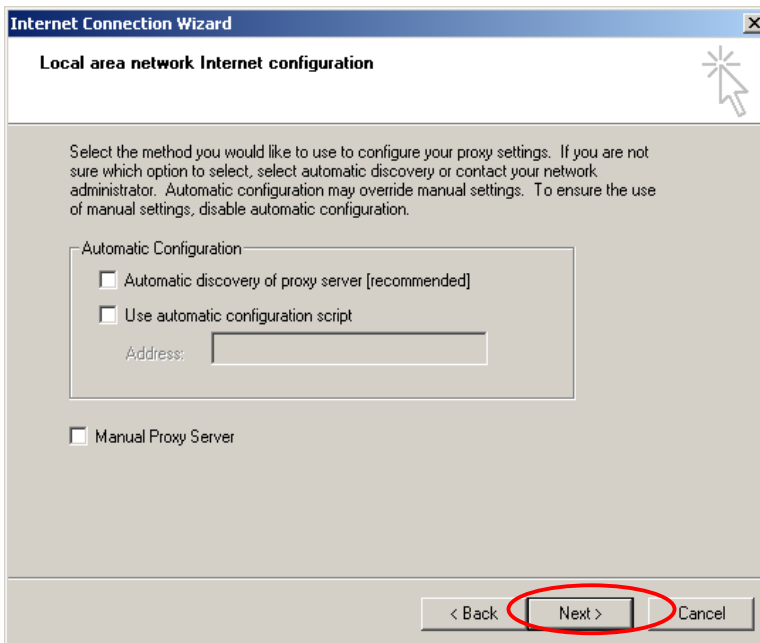 Internet Connection Wizard
Local area network Internet configuration
Select the method you would like to use to configure your proxy settings.  If you are not
sure which option to select, select automatic discovery or contact your network
administrator.  Automatic configuration may override manual settings.  To ensure the use
of manual settings, disable automatic configuration.
Automatic Configuration
Automatic discovery of proxy server [recommended]
Use automatic configuration script
Address:
Manual Proxy Server
< Back Next > Cancel